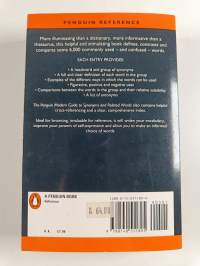 PENGUIN REFERENCE
More illuminating than a dictionary, more informative than a
thesaurus, this helpful and stimulating book defines, contrasts and
compares some 6,000 commonly used
– and confused – words.
EACH ENTRY PROVIDES
• A headword and group of synonyms
• A full and clear definition of each word in the group
• Examples of the different ways in which the words can be used
• Figurative, positive and negative uses
• Comparisons between the words in the group and their relative suitability
• A list of antonyms
The Penguin Modern Guide to Synonyms and Related Words also contains helpful
cross-referencing and a clear, comprehensive index.
Ideal for browsing, invaluable for reference, it will widen your vocabulary,
improve your powers of self-expression and allow you to make an informed
choice of words
A PENGUIN BOOK
Reference